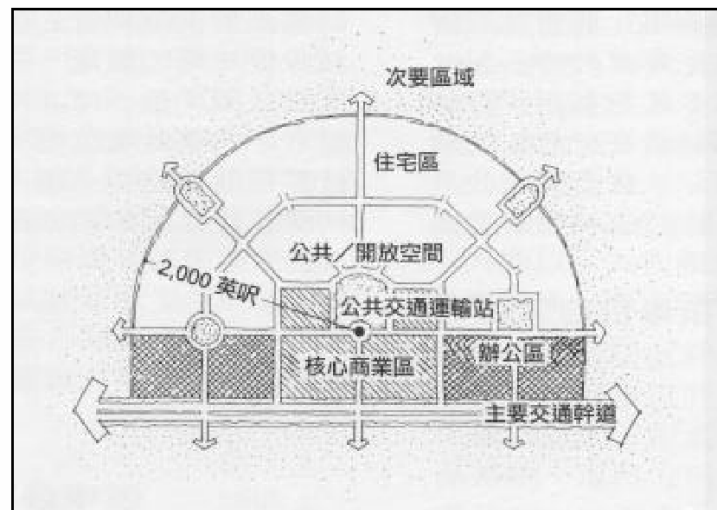 次要區域
住宅區
公共／開放空間
2,000 英呎
公共交通運輸站
核心商業區
辦公區
主要交通幹道